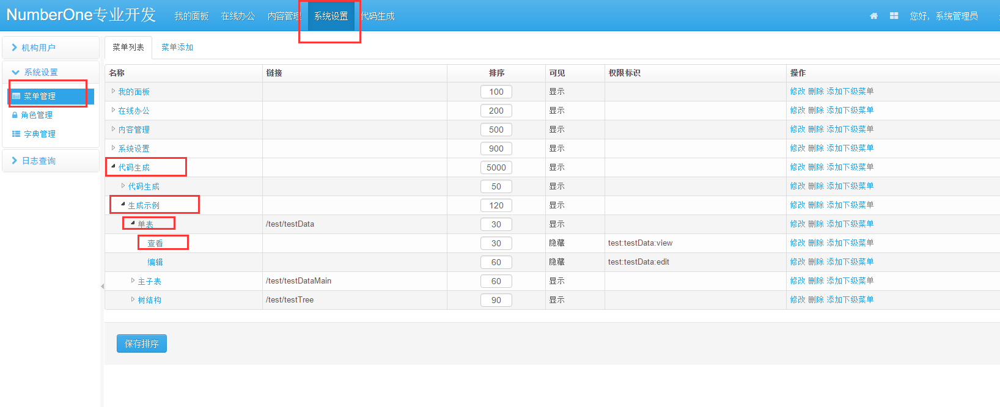 NumberOne专业开发 我的面板 在线办公 内容管理 系统设置 代码生成 您好，系统管理员
机构用户
系统设置
菜单管理
角色管理
字典管理
日志查询
菜单列表 菜单添加
名称 链接 排序 可见 权限标识 操作
我的面板 100 显示 修改 删除 添加下级菜单
在线办公 200 显示 修改 删除 添加下级菜单
内容管理 500 显示 修改 删除 添加下级菜单
系统设置 900 显示 修改 删除 添加下级菜单
代码生成 5000 显示 修改 删除 添加下级菜单
代码生成 50 显示 修改 删除 添加下级菜单
生成示例 120 显示 修改 删除 添加下级菜单
单表 /test/testData 30 显示 修改 删除 添加下级菜单
查看 30 隐藏 test:testData:view 修改 删除 添加下级菜单
编辑 60 隐藏 test:testData:edit 修改 删除 添加下级菜单
主子表 /test/testDataMain 60 显示 修改 删除 添加下级菜单
树结构 /test/testTree 90 显示 修改 删除 添加下级菜单
保存排序